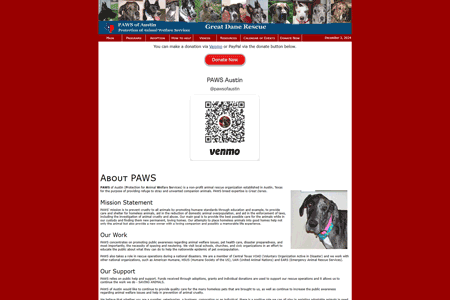 PAWS of Austin
Protection of Animal Welfare Services
Great Dane Rescue
Main Programs Adoption How to help Videos Resources Calendar of Events Donate Now December 3, 2024
You can make a donation via Venmo or PayPal via the donate button below.
Donate Now
PAWS Austin
@pawsofaustin
venmo
About PAWS
PAWS of Austin (Protection for Animal Welfare Services) is a non-profit animal rescue organization established in Austin, Texas
for the purpose of providing refuge to stray and unwanted companion animals. PAWS breed expertise is Great Danes.
Mission Statement
PAWS' mission is to prevent cruelty to all animals by promoting humane standards through education and example, to provide
care and shelter for homeless animals, aid in the reduction of domestic animal overpopulation, and aid in the enforcement of laws,
including the investigation of animal cruelty and abuse. Our main goal is to provide the best possible care for the animals while in
our custody and finding them new permanent, loving homes. Our attempts to place homeless animals into good homes help not
only the animal but also provide a new owner with a loving companion and possibly a memorable life experience.
Our Work
PAWS concentrates on promoting public awareness regarding animal welfare issues, pet health care, disaster preparedness, and
most importantly, the necessity of spaying and neutering. We visit local schools, churches, and civic organizations in an effort to
educate the public about what they can do to help the nationwide epidemic of pet overpopulation.
PAWS also takes a role in rescue operations during a national disaster. We are a member of Central Texas VOAD (Voluntary Organization Active in Disaster) and we work with
other national organizations, such as American Humane, HSUS (Humane Society of the US), UAN (United Animal Nations) and EARS (Emergency Animal Rescue Services).
Our Support
PAWS relies on public help and support. Funds received through adoptions, grants and individual donations are used to support our rescue operations and it allows us to
continue the work we do - SAVING ANIMALS.
PAWS of Austin would like to continue to provide quality care for the many homeless pets that are brought to us, as well as continue to increase the public awareness
regarding animal welfare issues and help in prevention of animal cruelty.